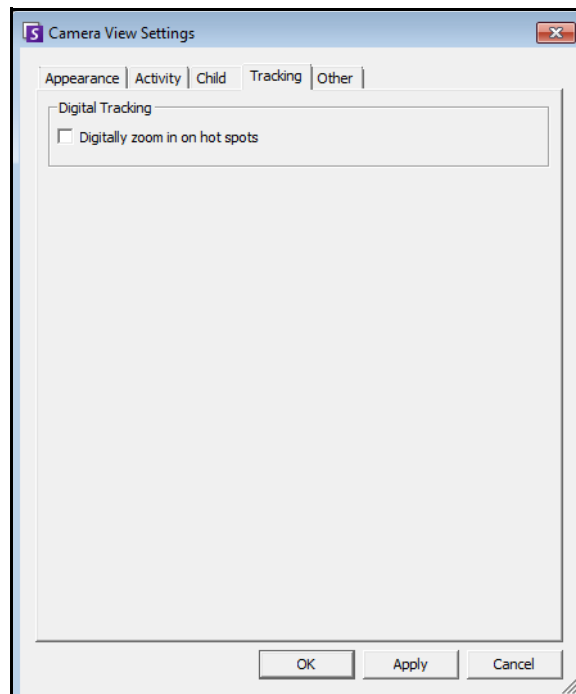 Camera View Settings
Appearance Activity Child Tracking Other
Digital Tracking
Digitally zoom in on hot spots
OK Apply Cancel